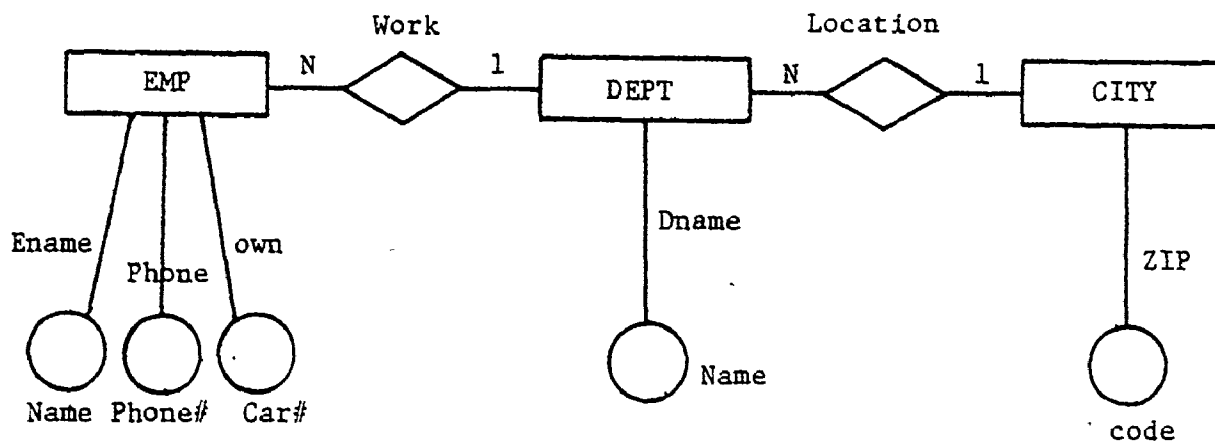 Work
Location
EMP
N
1
DEPT
N
1
CITY
Ename
Phone
own
Dname
ZIP
Name
Phone#
Car#
Name
code